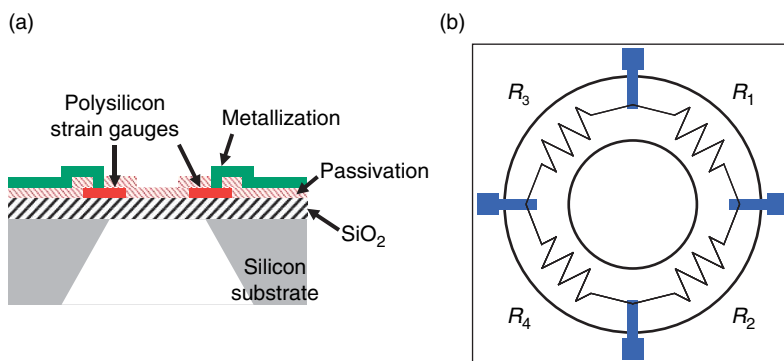 (a)
Polysilicon
strain gauges
Metallization
Passivation
SiO₂
Silicon
substrate
(b)
R₃
R₁
R₄
R₂